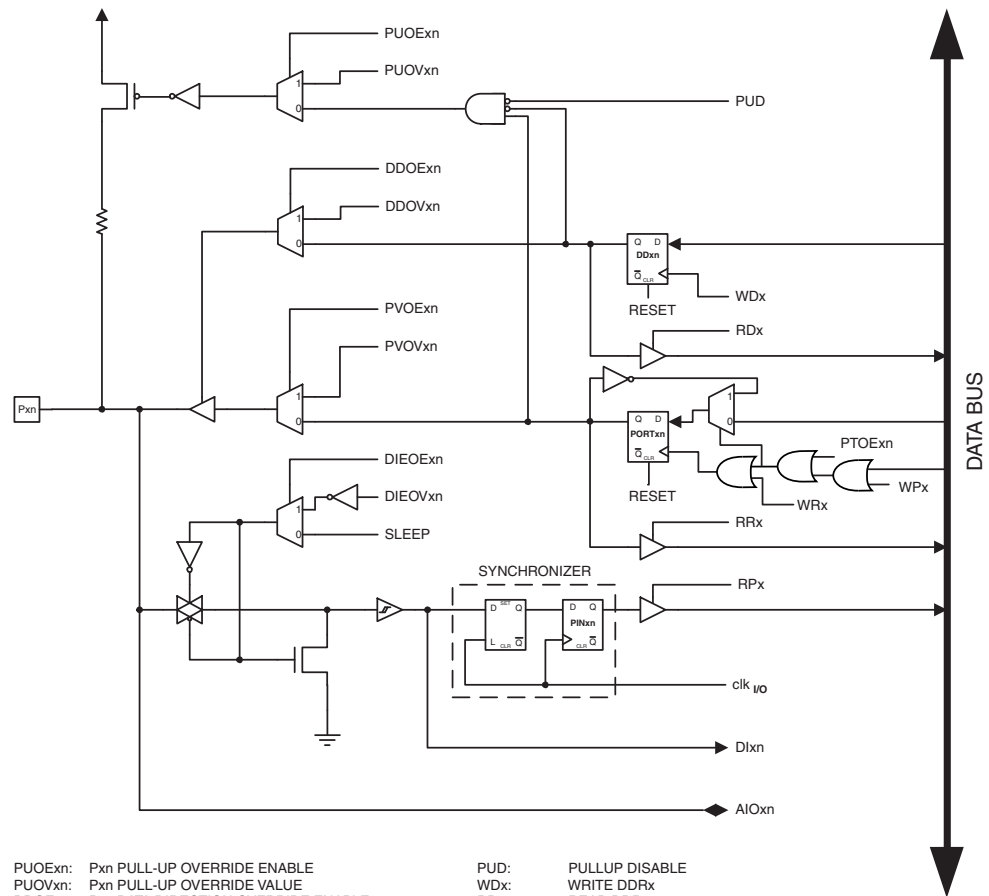 PUOExn
PUOVxn
1
0
PUD
DDOExn
DDOVxn
1
0
Q D
DDxn
Q CLR
WDx
RESET
RDx
PVOExn
PVOVxn
1
0
Pxn
1
0
Q D
PORTxn
Q CLR
PTOExn
WPx
RESET
WRx
RRx
DATA BUS
DIEOExn
DIEOVxn
1
0
SLEEP
SYNCHRONIZER
RPx
D SET Q
L CLR Q
D Q
PINxn
CLR Q
clk I/O
DIxn
AIOxn
PUOExn: Pxn PULL-UP OVERRIDE ENABLE
PUOVxn: Pxn PULL-UP OVERRIDE VALUE
PUD: PULLUP DISABLE
WDx: WRITE DDRx